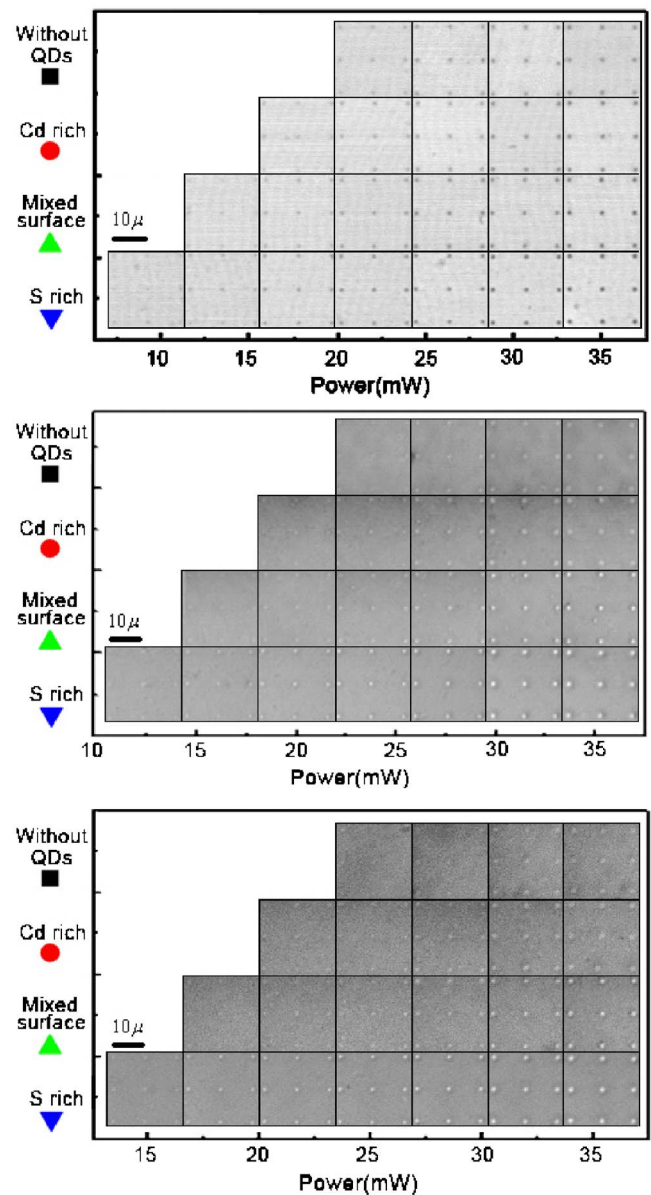 Without
QDs
Cd rich
Mixed
surface
S rich
10μ
10 15 20 25 30 35
Power(mW)
Without
QDs
Cd rich
Mixed
surface
S rich
10μ
10 15 20 25 30 35
Power(mW)
Without
QDs
Cd rich
Mixed
surface
S rich
10μ
15 20 25 30 35
Power(mW)